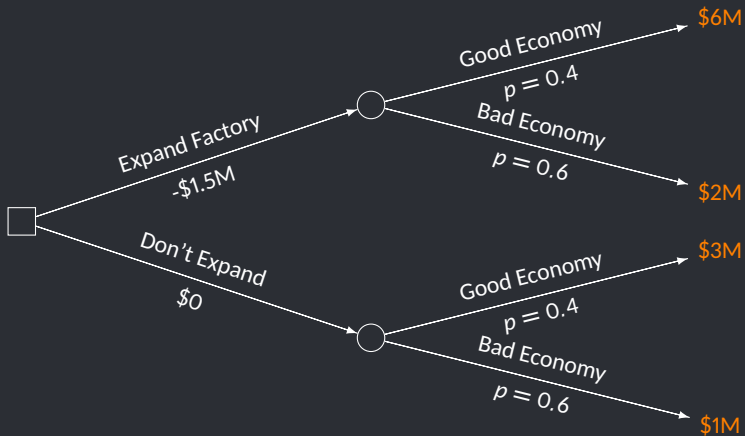 $6M
Good Economy
p = 0.4
Expand Factory
-$1.5M
Bad Economy
p = 0.6
$2M
Don't Expand
$0
$3M
Good Economy
p = 0.4
Bad Economy
p = 0.6
$1M